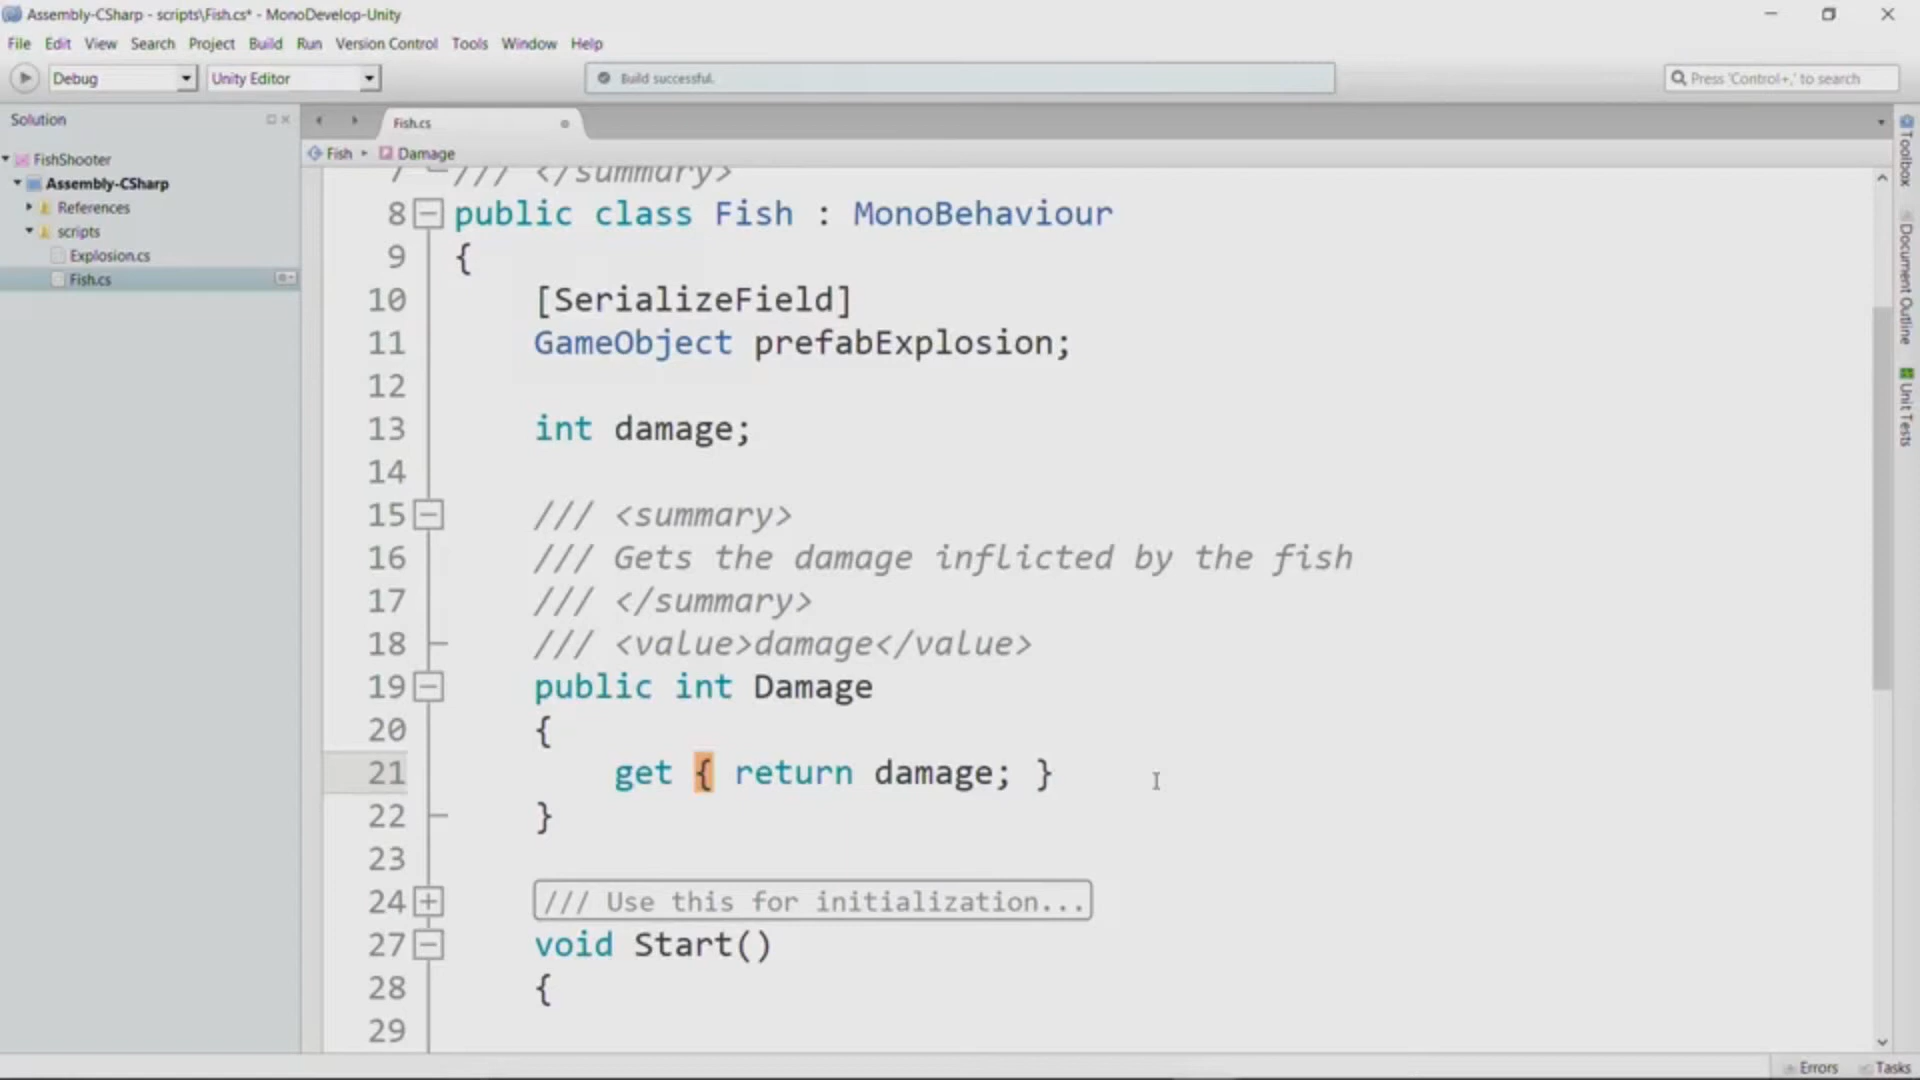 Assembly-CSharp - scripts\Fish.cs* - MonoDevelop-Unity
File Edit View Search Project Build Run Version Control Tools Window Help
Debug
Unity Editor
Build successful.
Press 'Control+,' to search
Solution
FishShooter
Assembly-CSharp
References
scripts
Explosion.cs
Fish.cs
Fish.cs
Fish
Damage
7 /// </summary>
8 public class Fish : MonoBehaviour
9 {
10 [SerializeField]
11 GameObject prefabExplosion;
12
13 int damage;
14
15 /// <summary>
16 /// Gets the damage inflicted by the fish
17 /// </summary>
18 /// <value>damage</value>
19 public int Damage
20 {
21 get { return damage; }
22 }
23
24 /// Use this for initialization...
27 void Start()
28 {
29
Toolbox
Document Outline
Unit Tests
Errors
Tasks